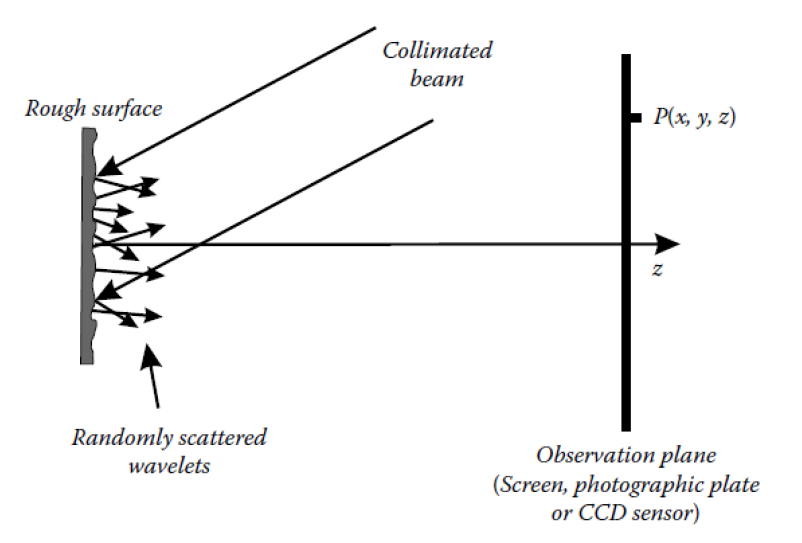 Collimated
beam
Rough surface
P(x, y, z)
z
Randomly scattered
wavelets
Observation plane
(Screen, photographic plate
or CCD sensor)